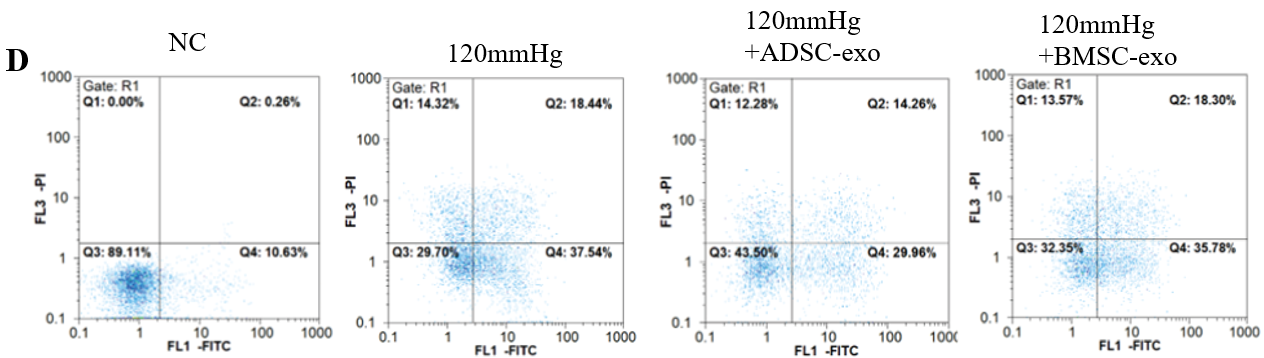 D
NC
1000
100
10
1
0.1
FL3 -PI
Gate: R1
Q1: 0.00%
Q2: 0.26%
Q3: 89.11%
Q4: 10.63%
0.1
1
10
100
1000
FL1 -FITC
120mmHg
1000
100
10
1
0.1
FL3 -PI
Gate: R1
Q1: 14.32%
Q2: 18.44%
Q3: 29.70%
Q4: 37.54%
0.1
1
10
100
1000
FL1 -FITC
120mmHg
+ADSC-exo
1000
100
10
1
0.1
FL3 -PI
Gate: R1
Q1: 12.28%
Q2: 14.26%
Q3: 43.50%
Q4: 29.96%
0.1
1
10
100
FL1 -FITC
120mmHg
+BMSC-exo
1000
100
10
1
0.1
FL3 -PI
Gate: R1
Q1: 13.57%
Q2: 18.30%
Q3: 32.35%
Q4: 35.78%
0.1
1
10
100
1000
FL1 -FITC